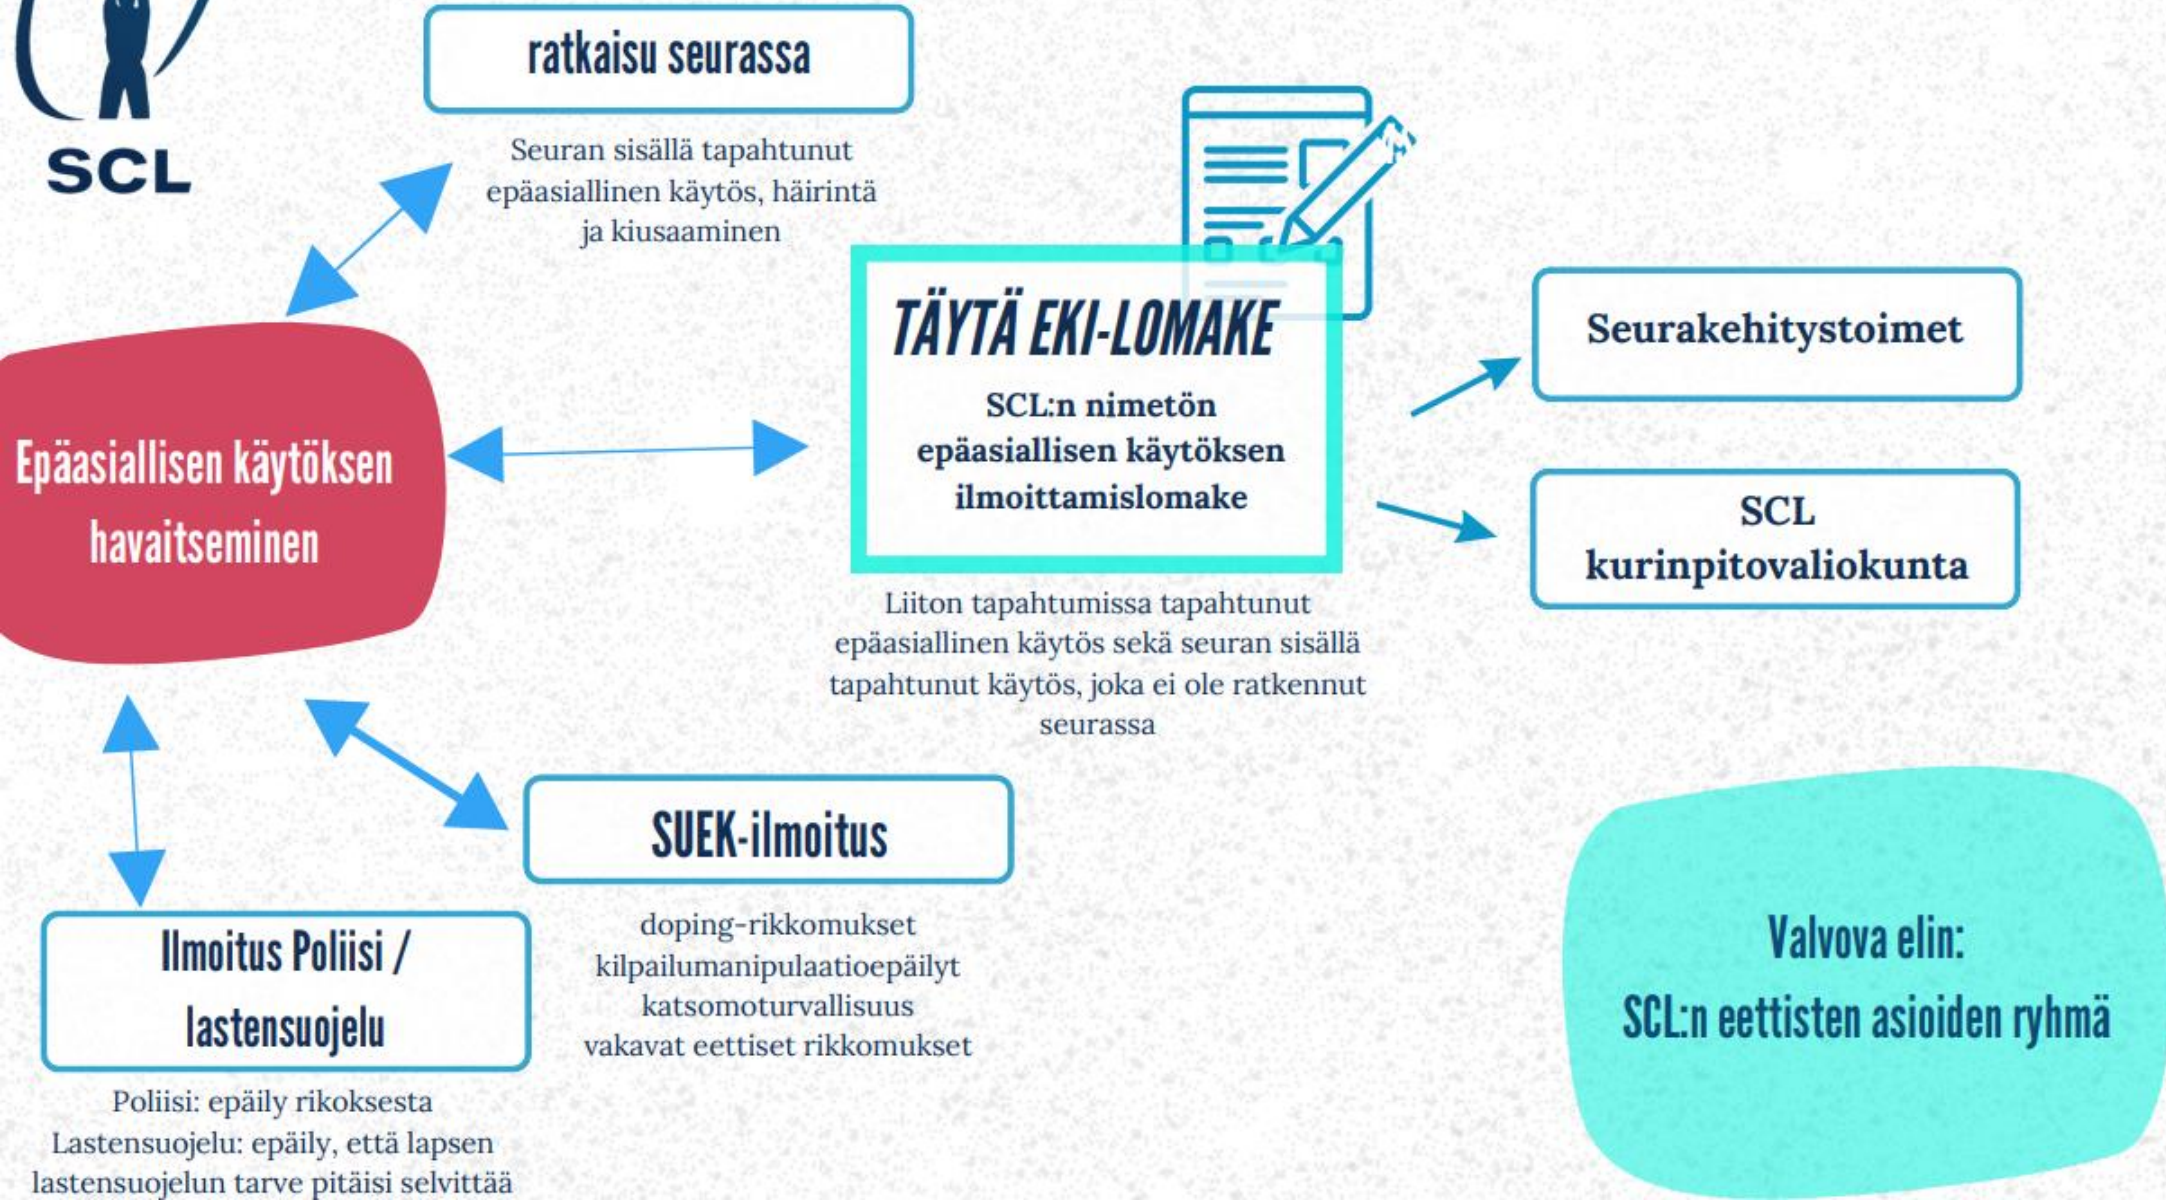 SCL
ratkaisu seurassa
Seuran sisällä tapahtunut
epäasiallinen käytös, häirintä
ja kiusaaminen
Epäasiallisen käytöksen
havaitseminen
TÄYTÄ EKI-LOMAKE
SCL:n nimetön
epäasiallisen käytöksen
ilmoittamislomake
Liiton tapahtumissa tapahtunut
epäasiallinen käytös sekä seuran sisällä
tapahtunut käytös, joka ei ole ratkennut
seurassa
Seurakehitystoimet
SCL
kurinpitovaliokunta
SUEK-ilmoitus
doping-rikkomukset
kilpailumanipulaatioepäilyt
katsomoturvallisuus
vakavat eettiset rikkomukset
Ilmoitus Poliisi /
lastensuojelu
Poliisi: epäily rikoksesta
Lastensuojelu: epäily, että lapsen
lastensuojelun tarve pitäisi selvittää
Valvova elin:
SCL:n eettisten asioiden ryhmä